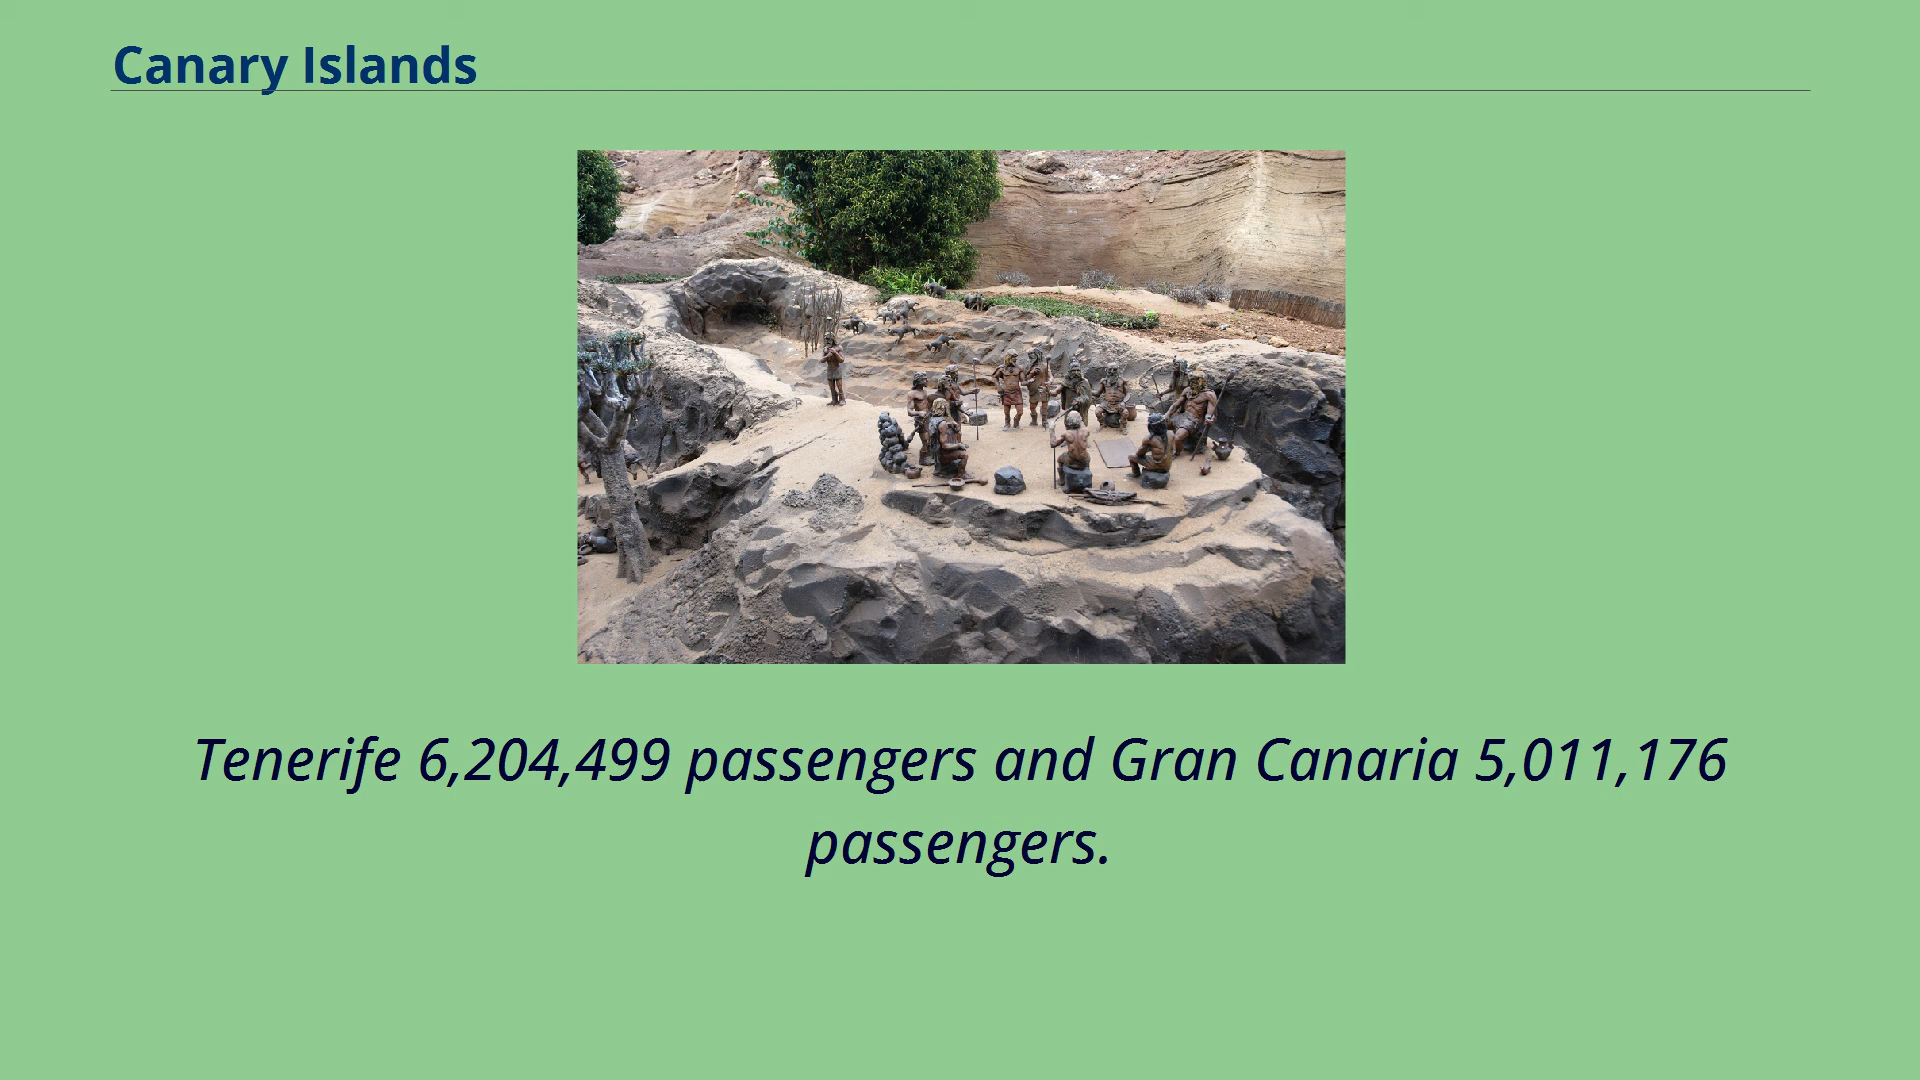 Canary Islands
Tenerife 6,204,499 passengers and Gran Canaria 5,011,176
passengers.